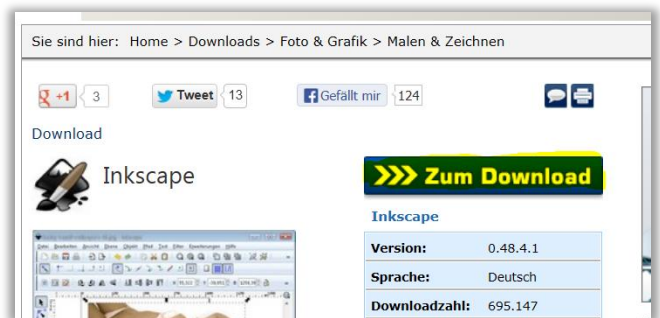 Sie sind hier: Home > Downloads > Foto & Grafik > Malen & Zeichnen
+1 3 Tweet 13 Gefällt mir 124
Download
Inkscape
Zum Download
Inkscape
Version: 0.48.4.1
Sprache: Deutsch
Downloadzahl: 695.147